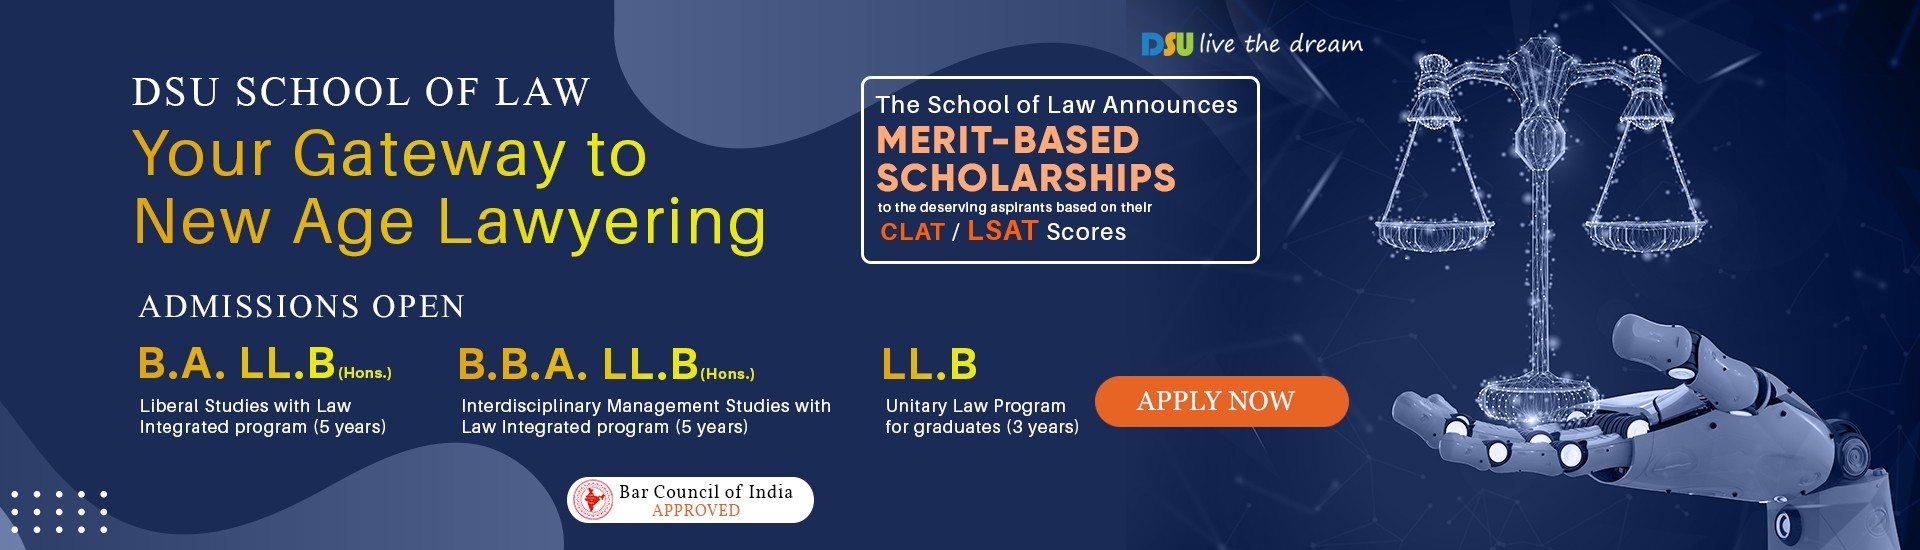 DSU live the dream
DSU SCHOOL OF LAW
Your Gateway to
New Age Lawyering
The School of Law Announces
MERIT-BASED
SCHOLARSHIPS
to the deserving aspirants based on their
CLAT / LSAT Scores
ADMISSIONS OPEN
B.A. LL.B (Hons.)
Liberal Studies with Law
Integrated program (5 years)
B.B.A. LL.B (Hons.)
Interdisciplinary Management Studies with
Law Integrated program (5 years)
LL.B
Unitary Law Program
for graduates (3 years)
APPLY NOW
Bar Council of India
APPROVED